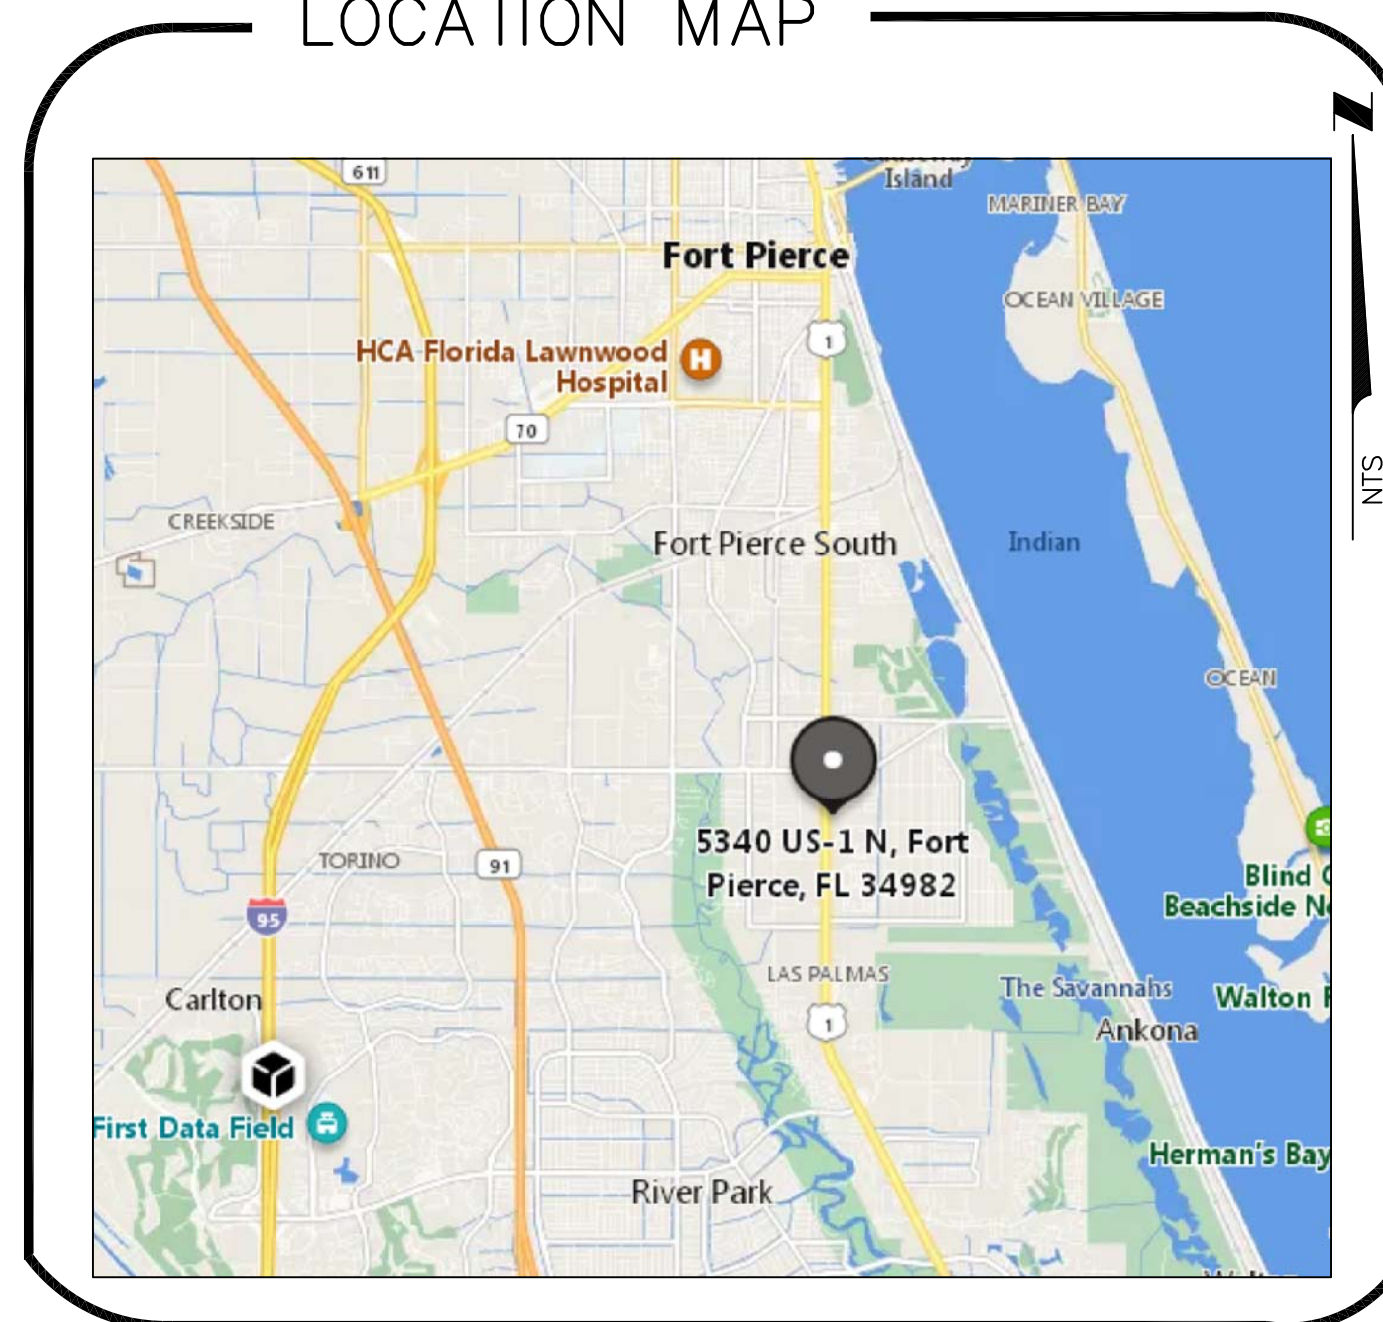 LOCATION MAP
611
Island
MARINER BAY
Fort Pierce
OCEAN VILLAGE
1
HCA Florida Lawnwood
Hospital
H
70
NTS
CREEKSIDE
Fort Pierce South
Indian
OCEAN
5340 US-1 N, Fort
Pierce, FL 34982
TORINO
91
Blind
Beachside
95
LAS PALMAS
The Savannahs
Carlton
Walton
1
Ankona
First Data Field
Herman's Bay
River Park
N